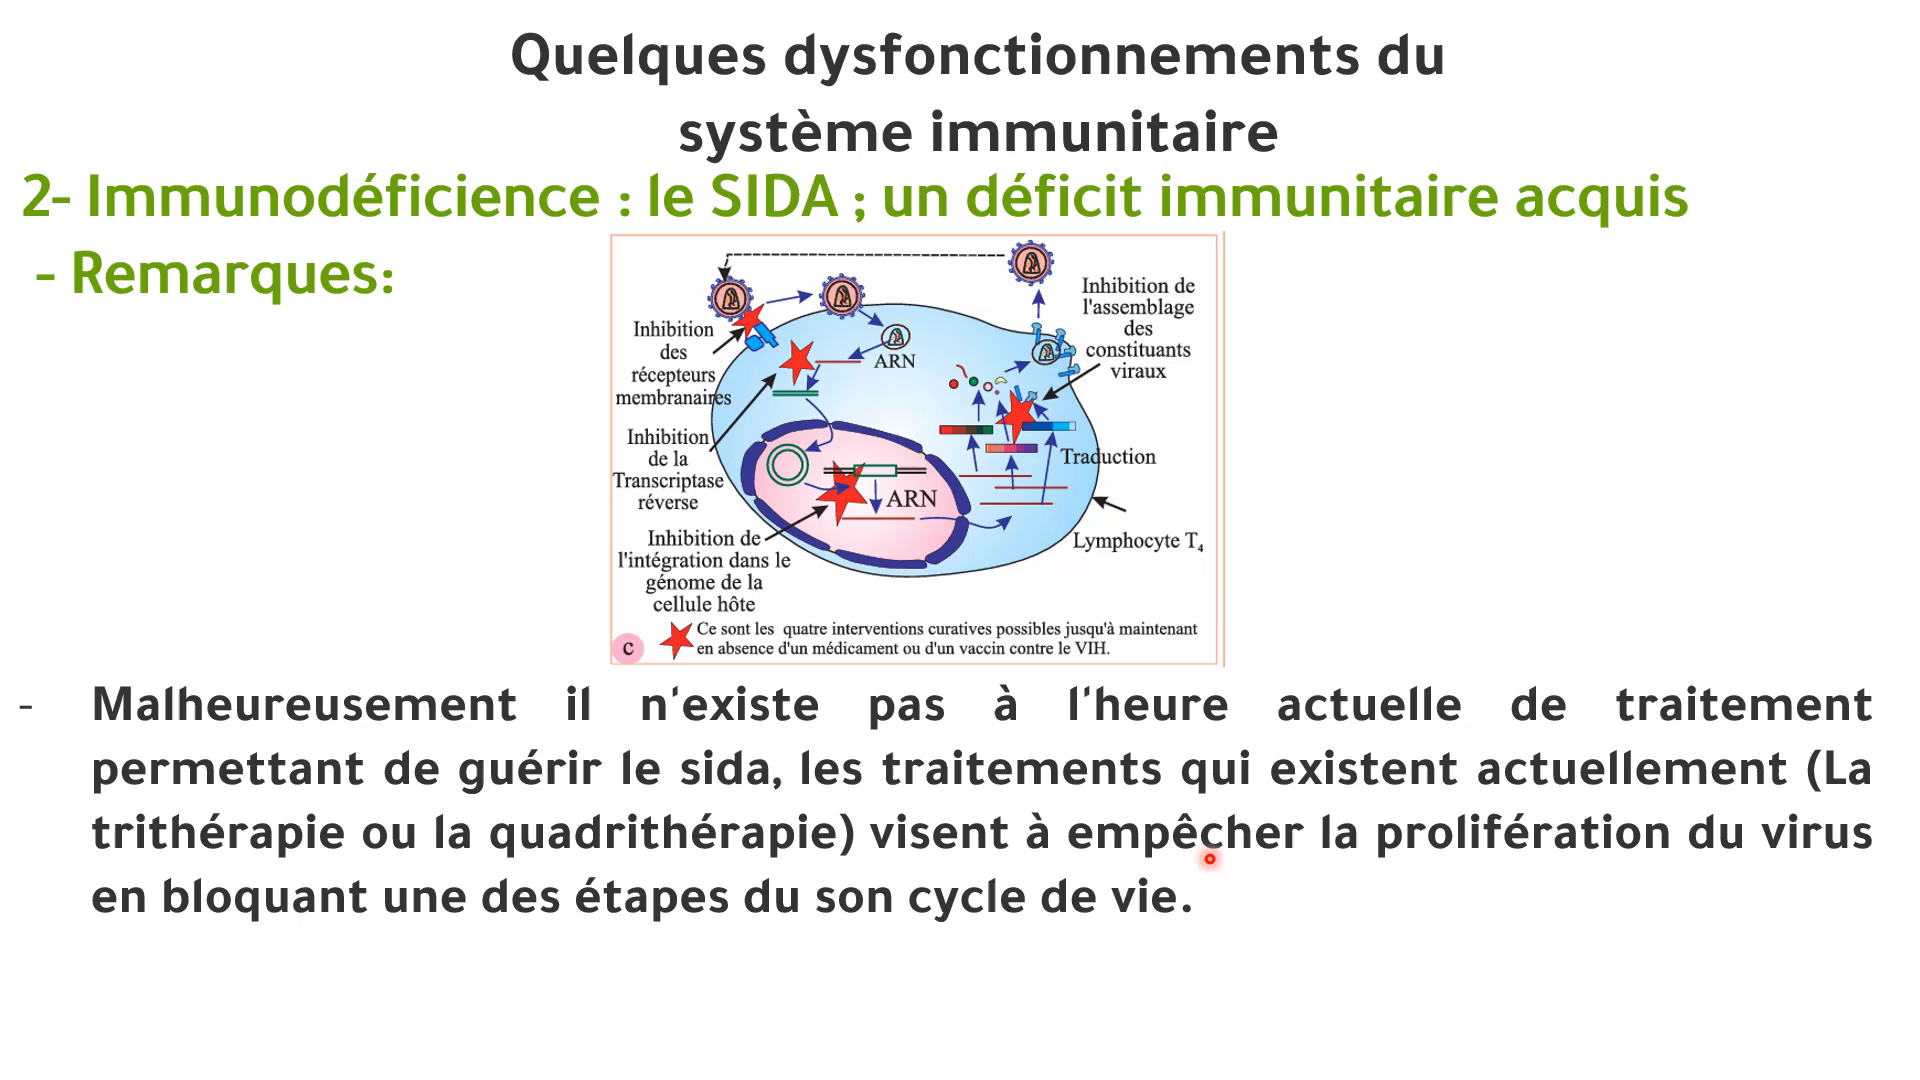 Quelques dysfonctionnements du
système immunitaire
2- Immunodéficience : le SIDA ; un déficit immunitaire acquis
- Remarques:
Inhibition
des
récepteurs
membranaires
ARN
Inhibition de
l'assemblage
des
constituants
viraux
Inhibition
de la
Transcriptase
réverse
Traduction
ARN
Inhibition de
l'intégration dans le
génome de la
cellule hôte
Lymphocyte T4
Ce sont les quatre interventions curatives possibles jusqu'à maintenant
en absence d'un médicament ou d'un vaccin contre le VIH.
c
- Malheureusement il n'existe pas à l'heure actuelle de traitement
permettant de guérir le sida, les traitements qui existent actuellement (La
trithérapie ou la quadrithérapie) visent à empêcher la prolifération du virus
en bloquant une des étapes du son cycle de vie.